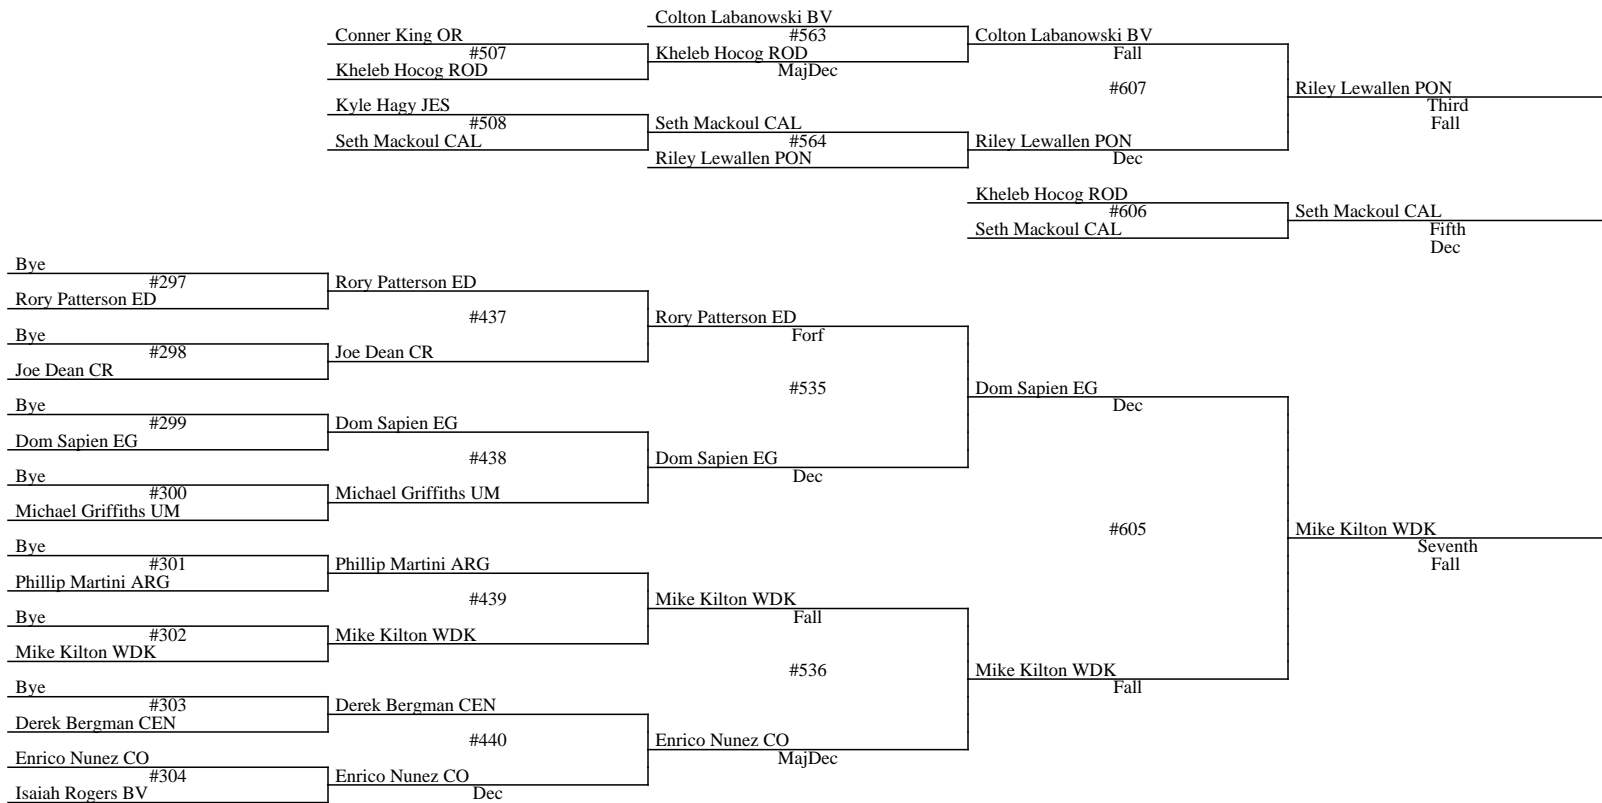 Colton Labanowski BV
Conner King OR
#563
Colton Labanowski BV
#507
Kheleb Hocog ROD
Fall
Kheleb Hocog ROD
MajDec
#607
Riley Lewallen PON
Kyle Hagy JES
Third
#508
Seth Mackoul CAL
Fall
Seth Mackoul CAL
#564
Riley Lewallen PON
Riley Lewallen PON
Dec
Kheleb Hocog ROD
#606
Seth Mackoul CAL
Seth Mackoul CAL
Fifth
Dec
Bye
#297
Rory Patterson ED
Rory Patterson ED
#437
Rory Patterson ED
Bye
Forf
#298
Joe Dean CR
Joe Dean CR
#535
Dom Sapien EG
Bye
Dec
#299
Dom Sapien EG
Dom Sapien EG
#438
Dom Sapien EG
Bye
Dec
#300
Michael Griffiths UM
Michael Griffiths UM
#605
Mike Kilton WDK
Bye
Seventh
#301
Phillip Martini ARG
Fall
Phillip Martini ARG
#439
Mike Kilton WDK
Bye
Fall
#302
Mike Kilton WDK
Mike Kilton WDK
#536
Mike Kilton WDK
Bye
Fall
#303
Derek Bergman CEN
Derek Bergman CEN
#440
Enrico Nunez CO
Enrico Nunez CO
MajDec
#304
Enrico Nunez CO
Isaiah Rogers BV
Dec